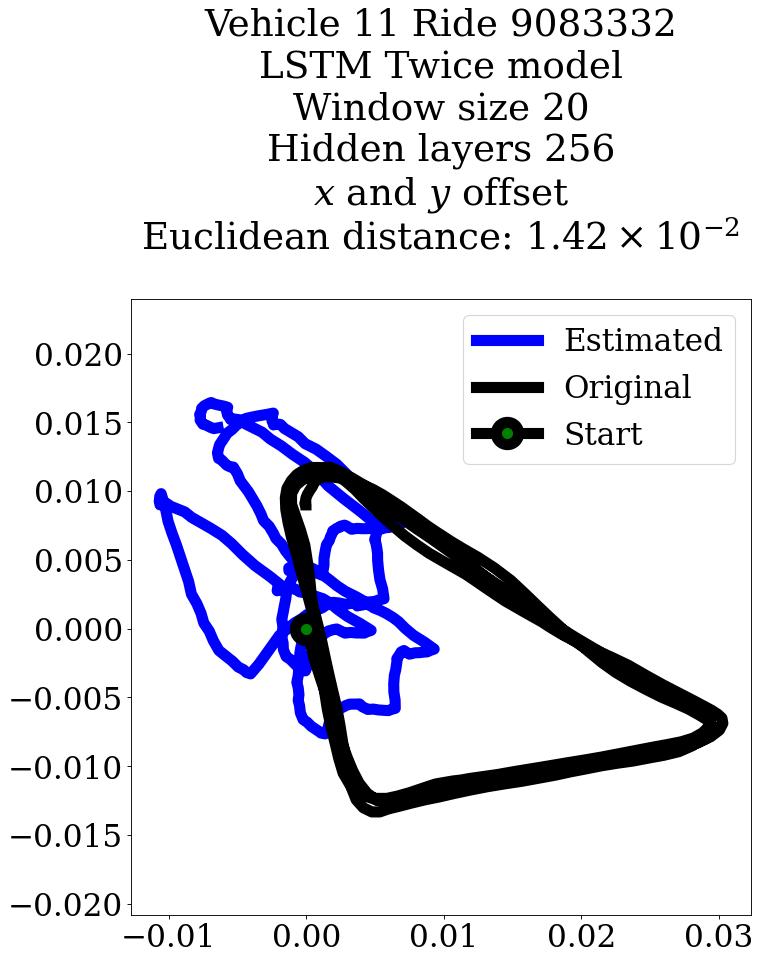 Vehicle 11 Ride 9083332
LSTM Twice model
Window size 20
Hidden layers 256
x and y offset
Euclidean distance: 1.42 × 10⁻²
Estimated
Original
Start
0.020
0.015
0.010
0.005
0.000
−0.005
−0.010
−0.015
−0.020
−0.01 0.00 0.01 0.02 0.03